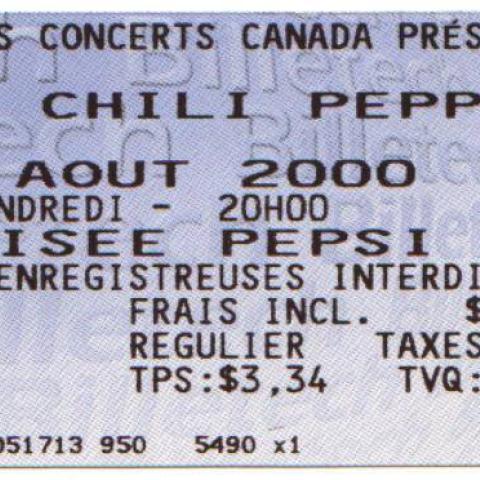 S CONCERTS CANADA PRÉS
CHILI PEPP
AOUT 2000
NDREDI - 20H00
ISEE PEPSI
ENREGISTREUSES INTERDI
FRAIS INCL. $
REGULIER TAXES
TPS:$3,34 TVQ:
051713 950 5490 x1